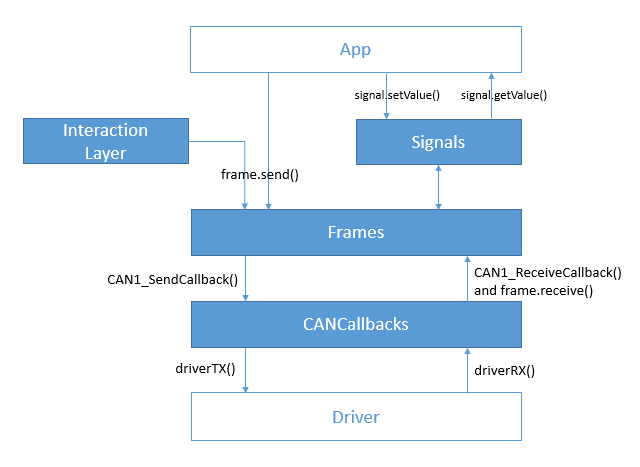 App
signal.setValue()
signal.getValue()
Interaction
Layer
Signals
frame.send()
Frames
CAN1_SendCallback()
CAN1_ReceiveCallback()
and frame.receive()
CANCallbacks
driverTX()
driverRX()
Driver